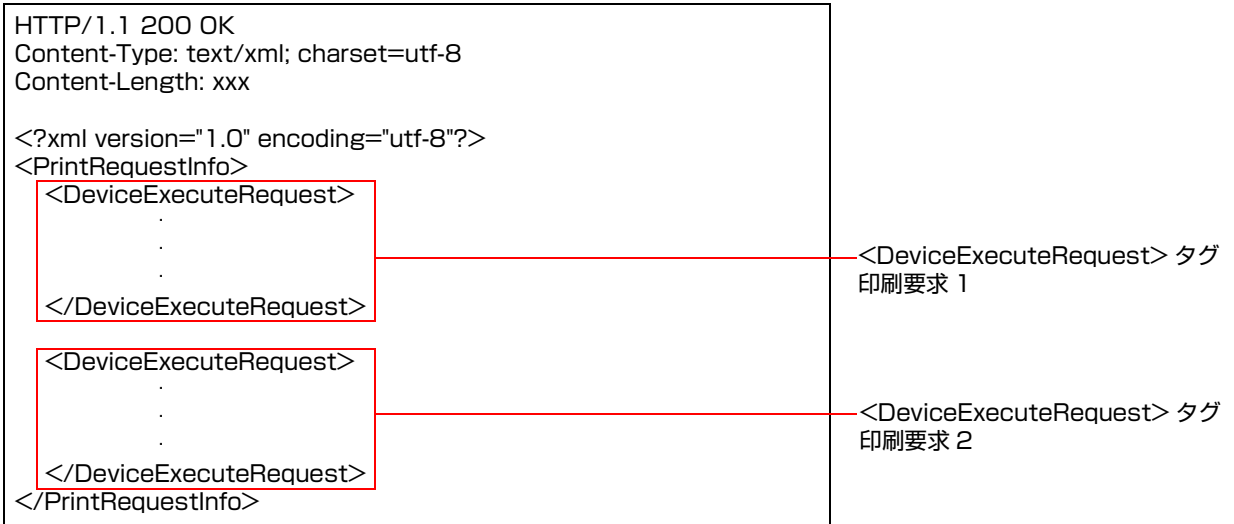 HTTP/1.1 200 OK
Content-Type: text/xml; charset=utf-8
Content-Length: xxx
<?xml version="1.0" encoding="utf-8"?>
<PrintRequestInfo>
<DeviceExecuteRequest>
.
.
.
</DeviceExecuteRequest>
<DeviceExecuteRequest> タグ
印刷要求 1
<DeviceExecuteRequest>
.
.
.
</DeviceExecuteRequest>
<DeviceExecuteRequest> タグ
印刷要求 2
</PrintRequestInfo>